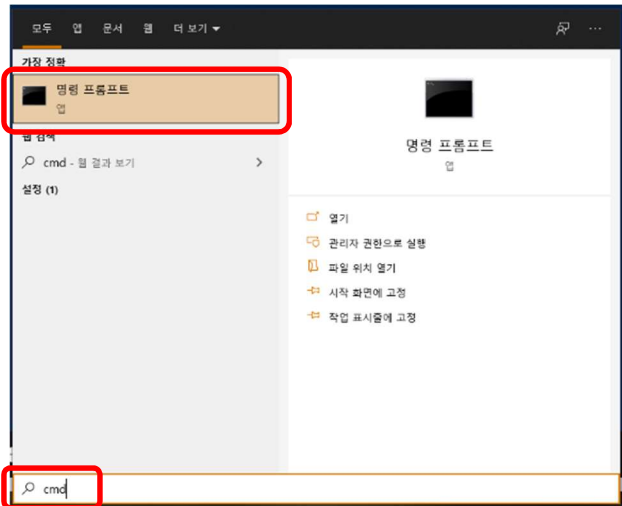 모두 앱 문서 웹 더 보기
가장 정확
명령 프롬프트
앱
웹 검색
cmd - 웹 결과 보기
설정 (1)
명령 프롬프트
앱
열기
관리자 권한으로 실행
파일 위치 열기
시작 화면에 고정
작업 표시줄에 고정
cmd